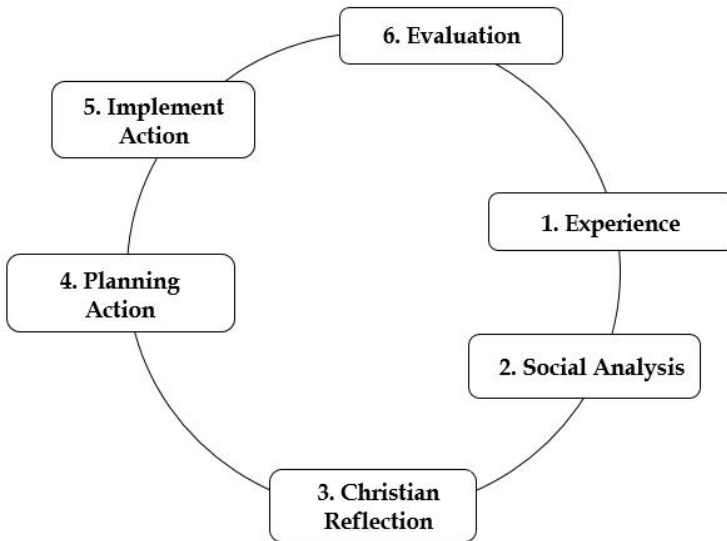 6. Evaluation
5. Implement
Action
1. Experience
4. Planning
Action
2. Social Analysis
3. Christian
Reflection